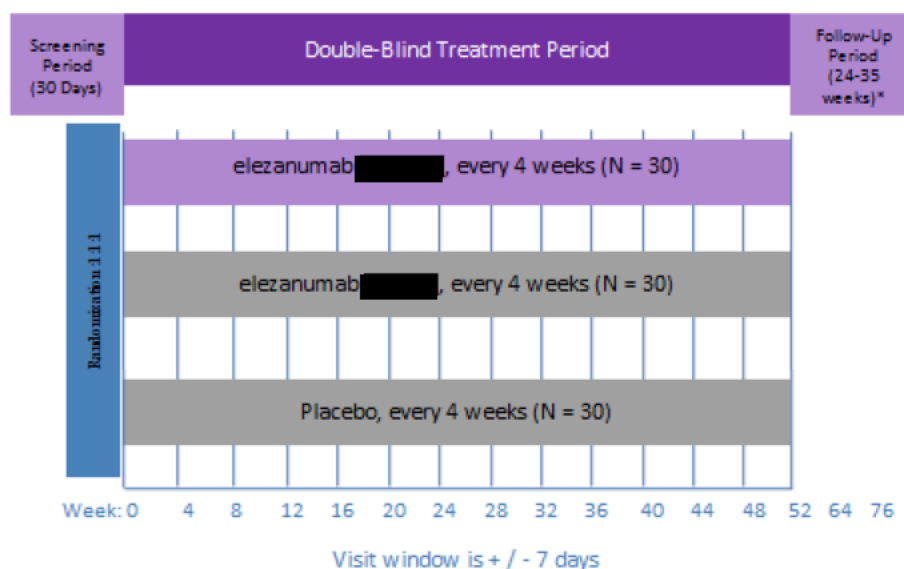 Screening
Period
(30 Days)
Double-Blind Treatment Period
Follow-Up
Period
(24-35
weeks)*
Randomization 1:1:1
elezanumab, every 4 weeks (N = 30)
elezanumab, every 4 weeks (N = 30)
Placebo, every 4 weeks (N = 30)
Week: 0 4 8 12 16 20 24 28 32 36 40 44 48 52 64 76
Visit window is + / - 7 days